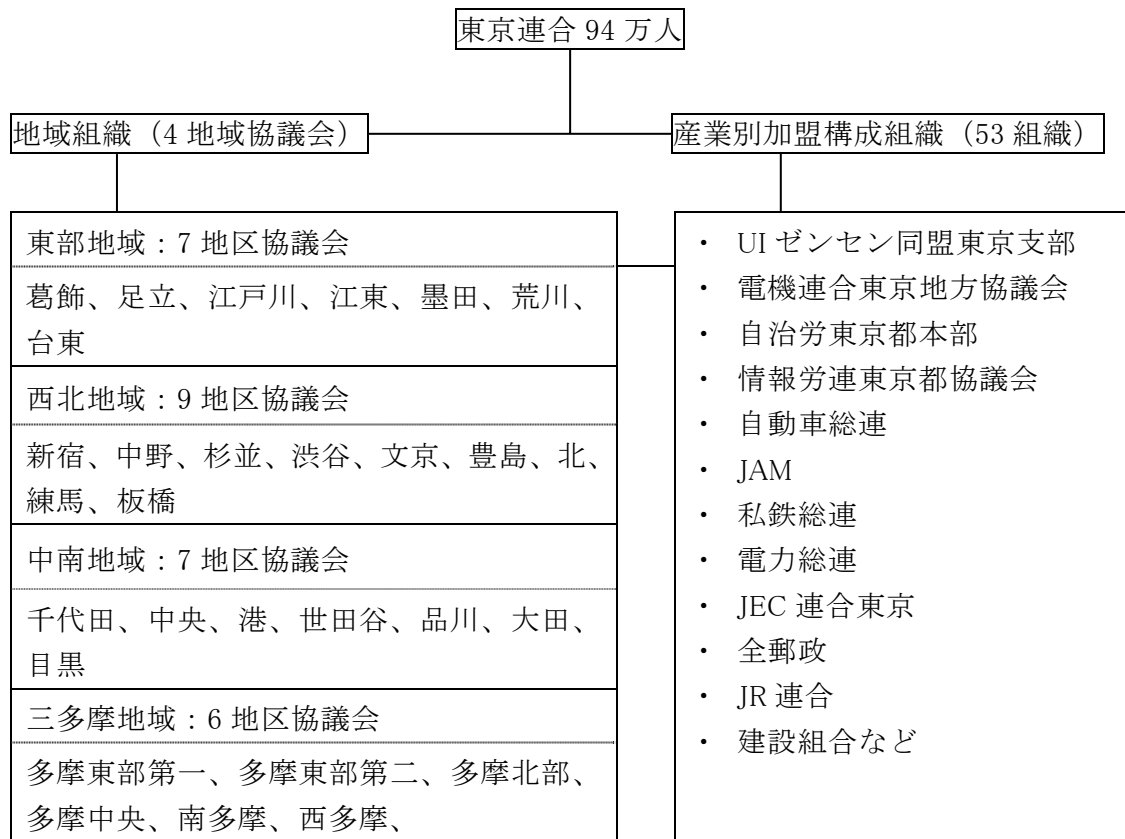 東京連合 94 万人
地域組織（4 地域協議会）
産業別加盟構成組織（53 組織）
東部地域：7 地区協議会
葛飾、足立、江戸川、江東、墨田、荒川、
台東
西北地域：9 地区協議会
新宿、中野、杉並、渋谷、文京、豊島、北、
練馬、板橋
中南地域：7 地区協議会
千代田、中央、港、世田谷、品川、大田、
目黒
三多摩地域：6 地区協議会
多摩東部第一、多摩東部第二、多摩北部、
多摩中央、南多摩、西多摩、
・ UI ゼンセン同盟東京支部
・ 電機連合東京地方協議会
・ 自治労東京都本部
・ 情報労連東京都協議会
・ 自動車総連
・ JAM
・ 私鉄総連
・ 電力総連
・ JEC 連合東京
・ 全郵政
・ JR 連合
・ 建設組合など